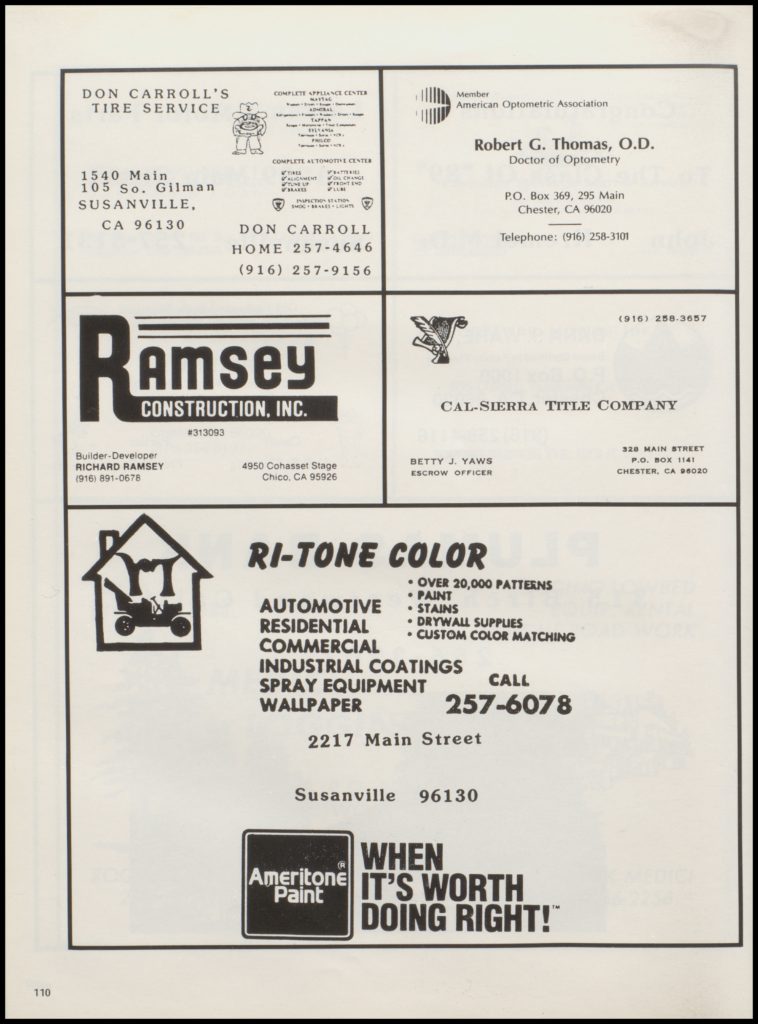 DON CARROLL'S
TIRE SERVICE
1540 Main
105 So. Gilman
SUSANVILLE,
CA 96130
COMPLETE APPLIANCE CENTER
MAYTAG
ADMIRAL
TAPPAN
SYLVANIA
PHILCO
COMPLETE AUTOMOTIVE CENTER
TIRES
ALIGNMENT
TUNE UP
BRAKES
BATTERIES
OIL CHANGE
FRONT END
LUBE
INSPECTION STATION
SMOG • BRAKES • LIGHTS
DON CARROLL
HOME 257-4646
(916) 257-9156
Member
American Optometric Association
Robert G. Thomas, O.D.
Doctor of Optometry
P.O. Box 369, 295 Main
Chester, CA 96020
Telephone: (916) 258-3101
RAMSEY
CONSTRUCTION, INC.
#313093
Builder-Developer
RICHARD RAMSEY
(916) 891-0678
4950 Cohasset Stage
Chico, CA 95926
(916) 258-3657
CAL-SIERRA TITLE COMPANY
BETTY J. YAWS
ESCROW OFFICER
328 MAIN STREET
P.O. BOX 1141
CHESTER, CA 96020
RI-TONE COLOR
AUTOMOTIVE
RESIDENTIAL
COMMERCIAL
INDUSTRIAL COATINGS
SPRAY EQUIPMENT
WALLPAPER
• OVER 20,000 PATTERNS
• PAINT
• STAINS
• DRYWALL SUPPLIES
• CUSTOM COLOR MATCHING
CALL
257-6078
2217 Main Street
Susanville 96130
Ameritone®
Paint
WHEN
IT'S WORTH
DOING RIGHT!™
110